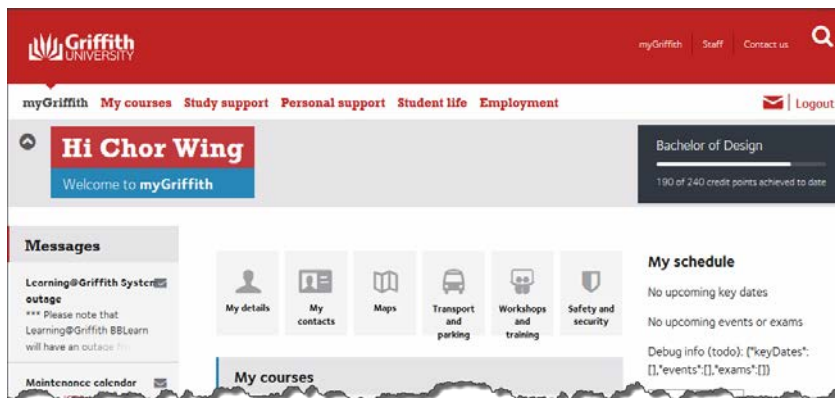 Griffith
UNIVERSITY
myGriffith Staff Contact us
myGriffith My courses Study support Personal support Student life Employment Logout
Hi Chor Wing
Welcome to myGriffith
Bachelor of Design
190 of 240 credit points achieved to date
Messages
Learning@Griffith System
outage
*** Please note that
Learning@Griffith BBLearn
will have an outage
Maintenance calendar
My details
My
contacts
Maps
Transport
and
parking
Workshops
and
training
Safety and
security
My courses
My schedule
No upcoming key dates
No upcoming events or exams
Debug info (todo): {"keyDates":
[],"events":[],"exams":[]}